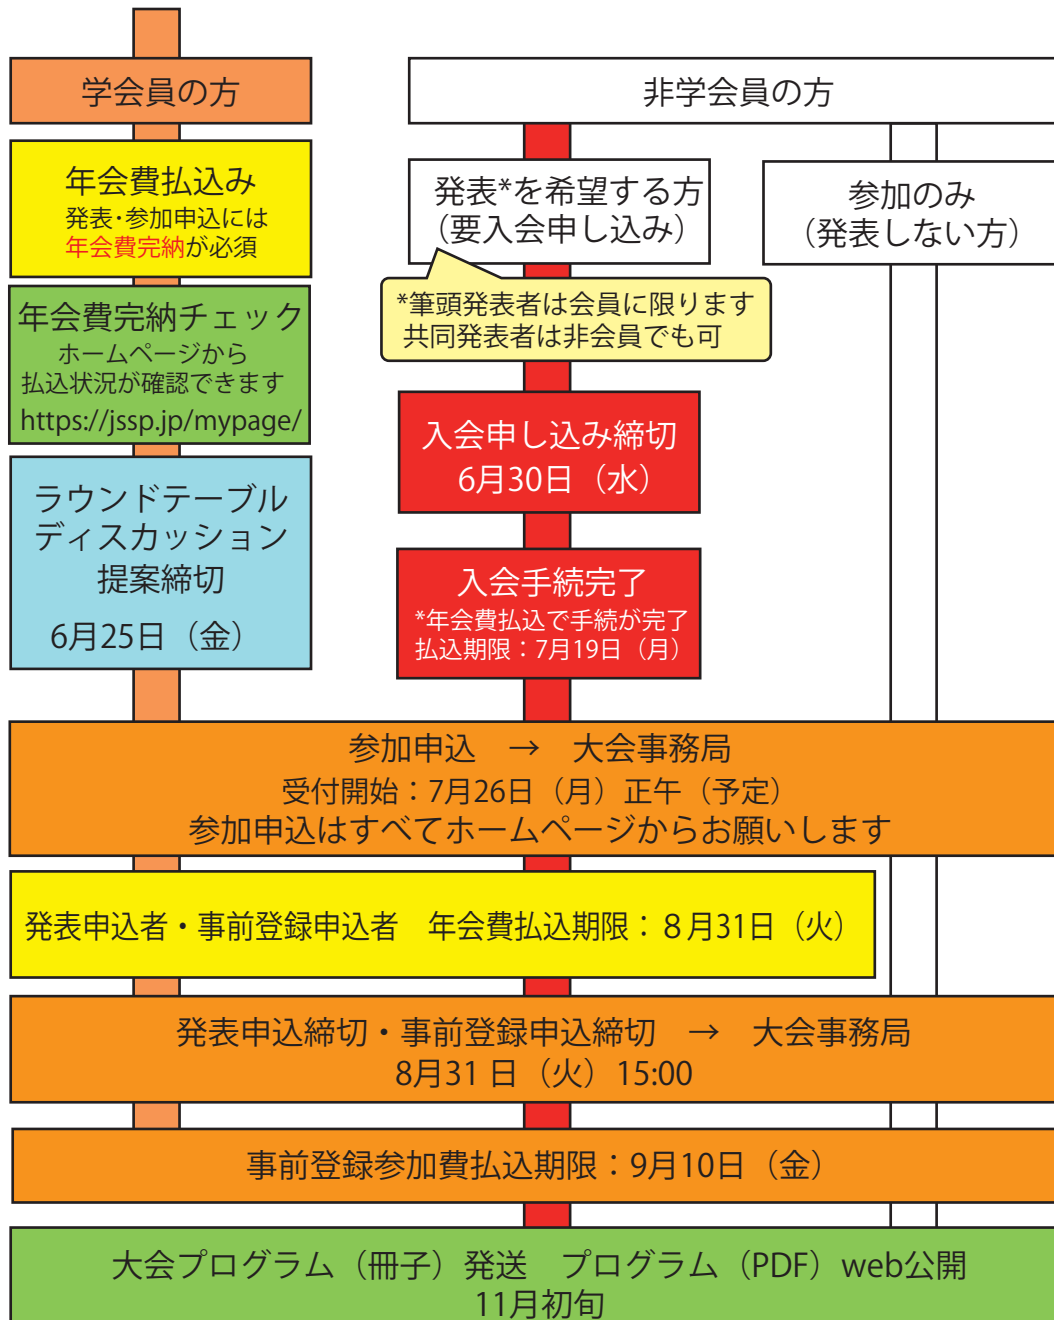 学会員の方
年会費払込み
発表・参加申込には
年会費完納が必須
年会費完納チェック
ホームページから
払込状況が確認できます
https://jssp.jp/mypage/
ラウンドテーブル
ディスカッション
提案締切
6月25日（金）
非学会員の方
発表*を希望する方
（要入会申し込み）
*筆頭発表者は会員に限ります
共同発表者は非会員でも可
入会申し込み締切
6月30日（水）
入会手続完了
*年会費払込で手続が完了
払込期限：7月19日（月）
参加のみ
（発表しない方）
参加申込　→　大会事務局
受付開始：7月26日（月）正午（予定）
参加申込はすべてホームページからお願いします
発表申込者・事前登録申込者　年会費払込期限：８月31日（火）
発表申込締切・事前登録申込締切　→　大会事務局
8月31 日（火）15:00
事前登録参加費払込期限：9月10日（金）
大会プログラム（冊子）発送　プログラム（PDF）web公開
11月初旬